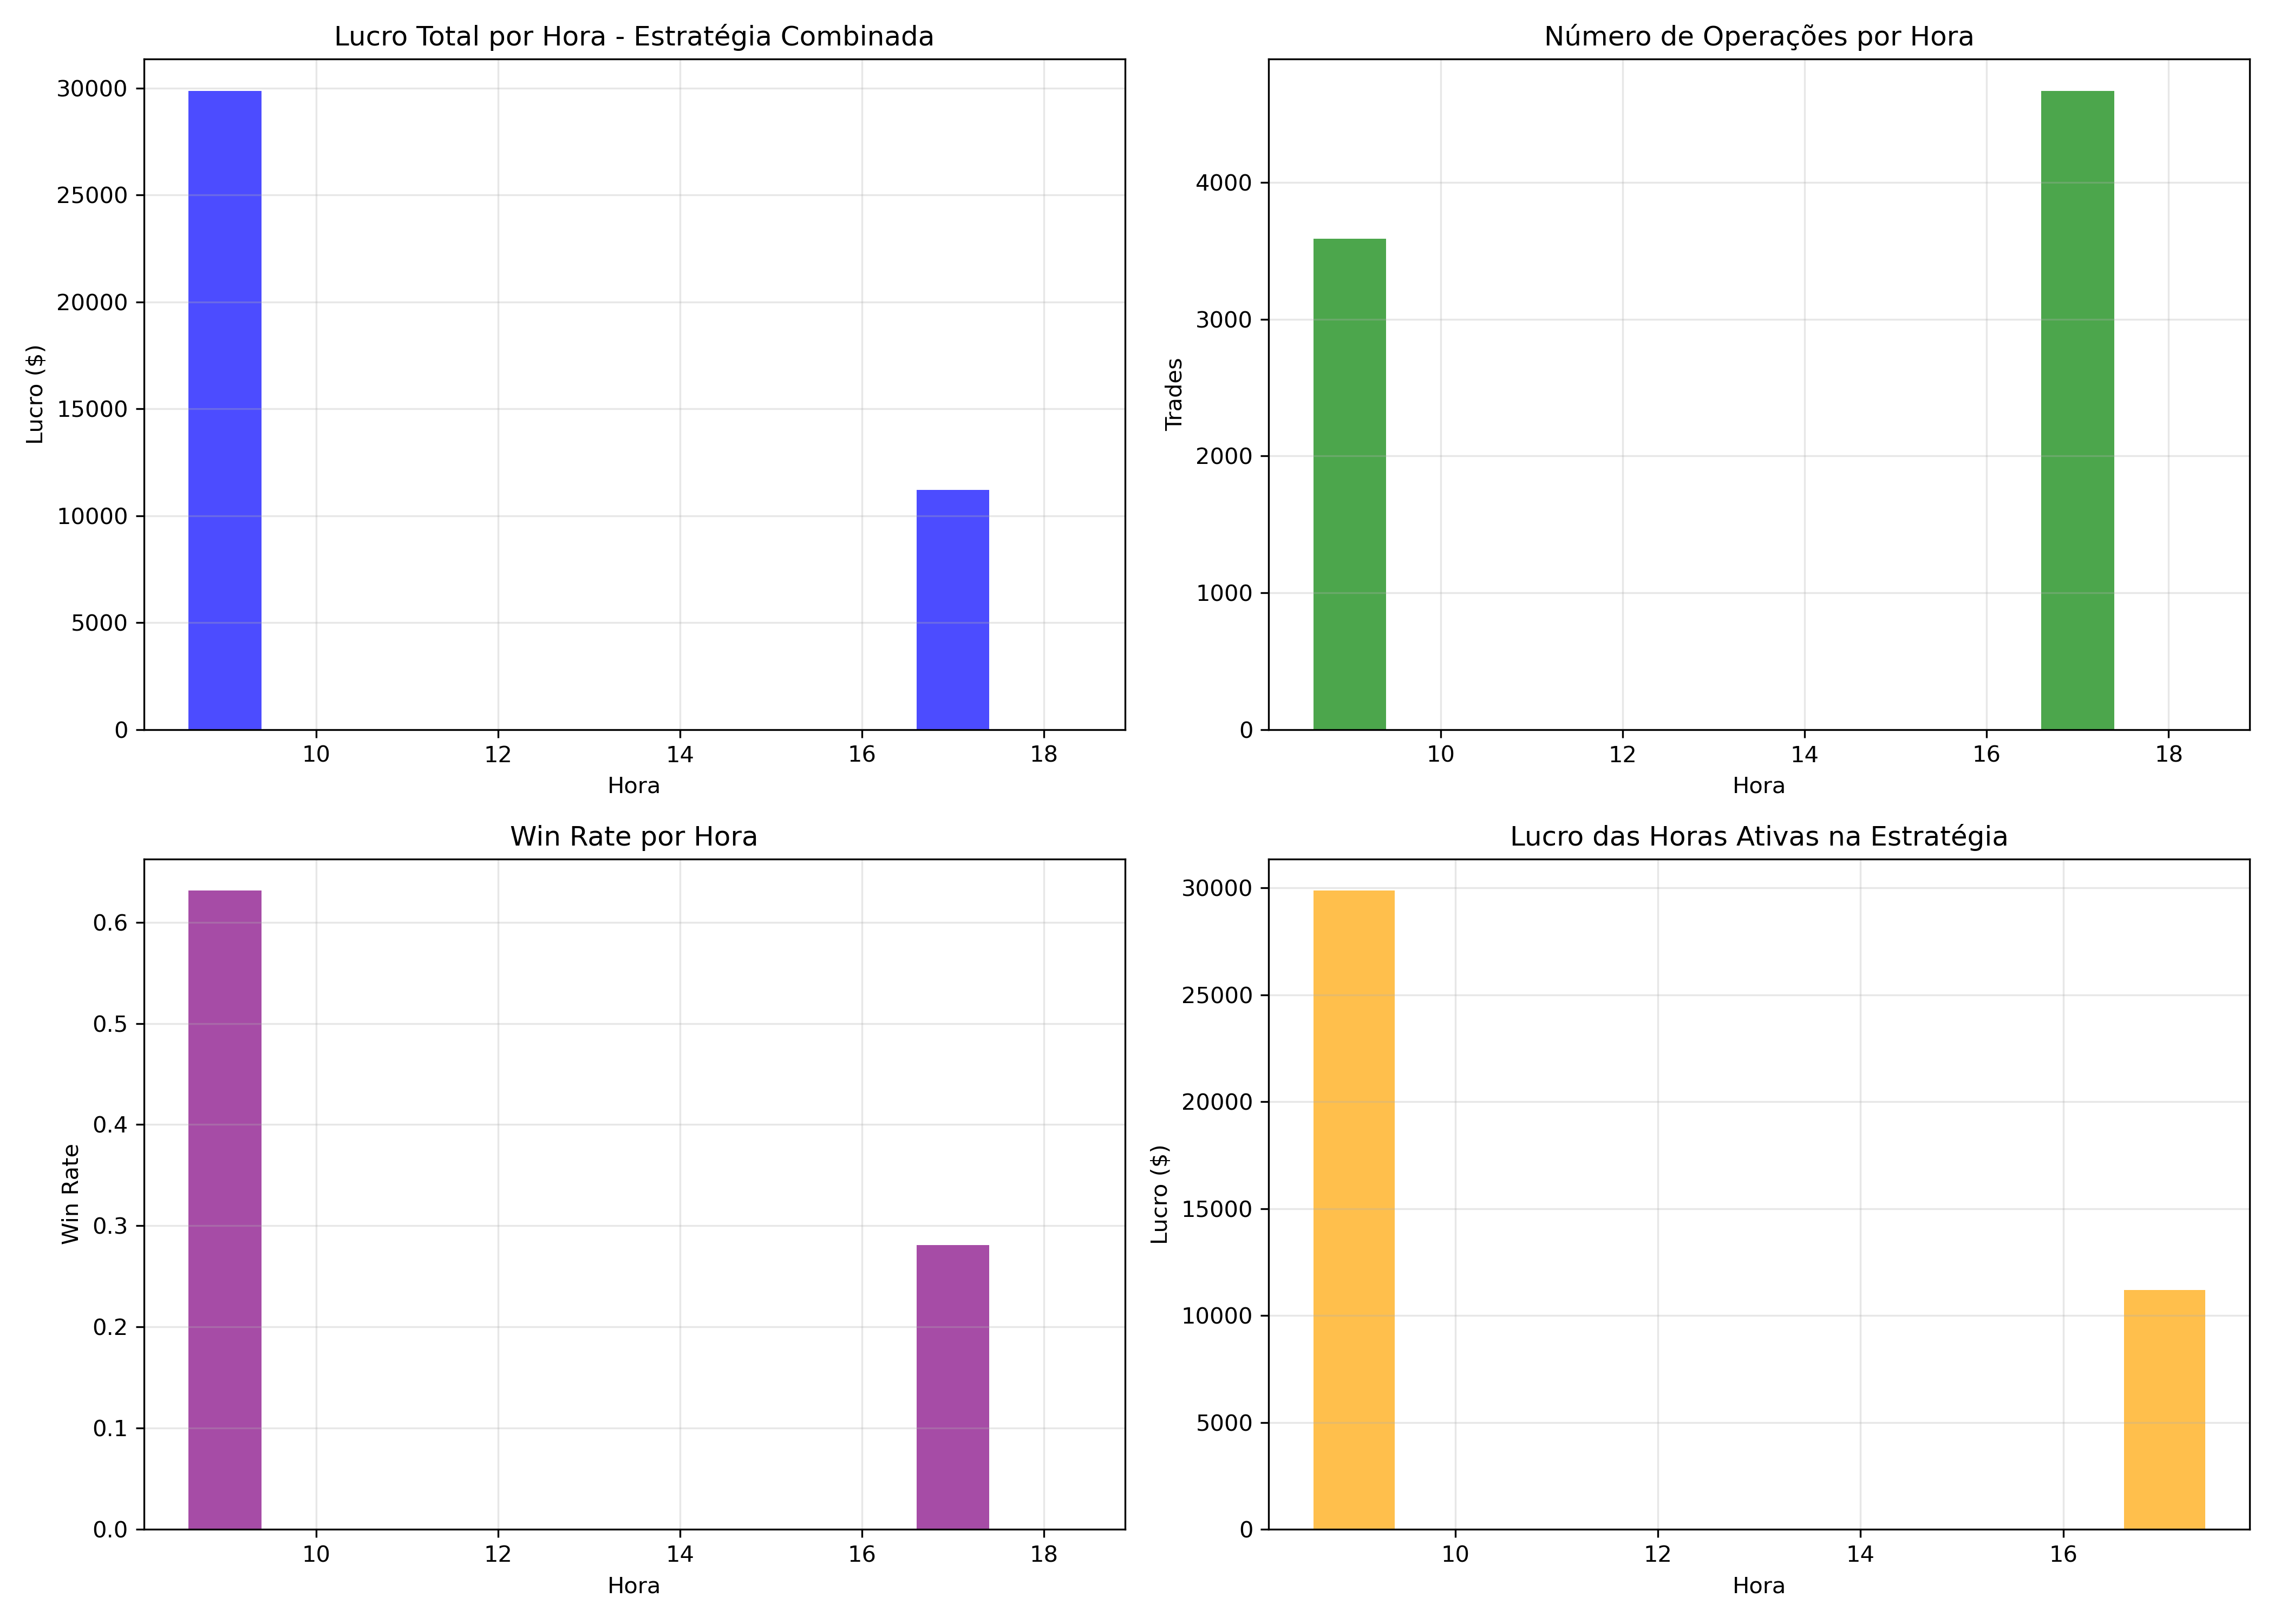 Lucro Total por Hora - Estratégia Combinada
30000
25000
20000
15000
10000
5000
0
Lucro ($)
10 12 14 16 18
Hora
Número de Operações por Hora
4000
3000
2000
1000
0
Trades
10 12 14 16 18
Hora
Win Rate por Hora
0.6
0.5
0.4
0.3
0.2
0.1
0.0
Win Rate
10 12 14 16 18
Hora
Lucro das Horas Ativas na Estratégia
30000
25000
20000
15000
10000
5000
0
Lucro ($)
10 12 14 16
Hora